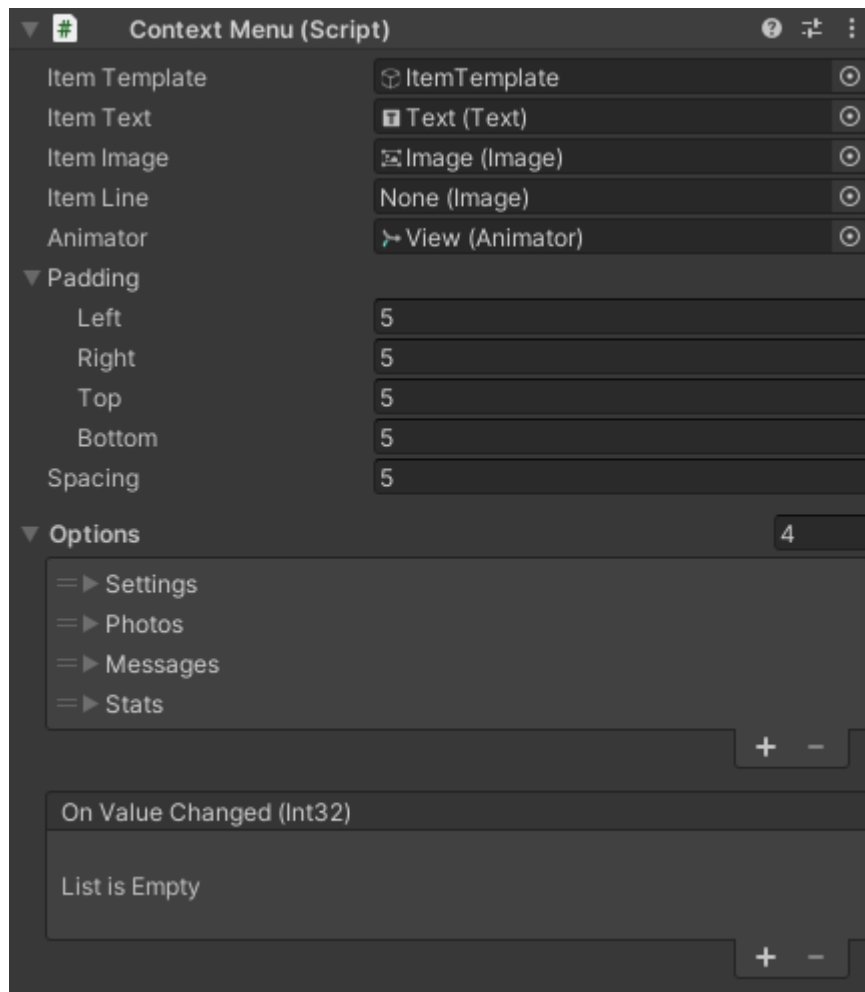 Context Menu (Script)
Item Template ItemTemplate
Item Text Text (Text)
Item Image Image (Image)
Item Line None (Image)
Animator View (Animator)
Padding
Left 5
Right 5
Top 5
Bottom 5
Spacing 5
Options 4
Settings
Photos
Messages
Stats
On Value Changed (Int32)
List is Empty